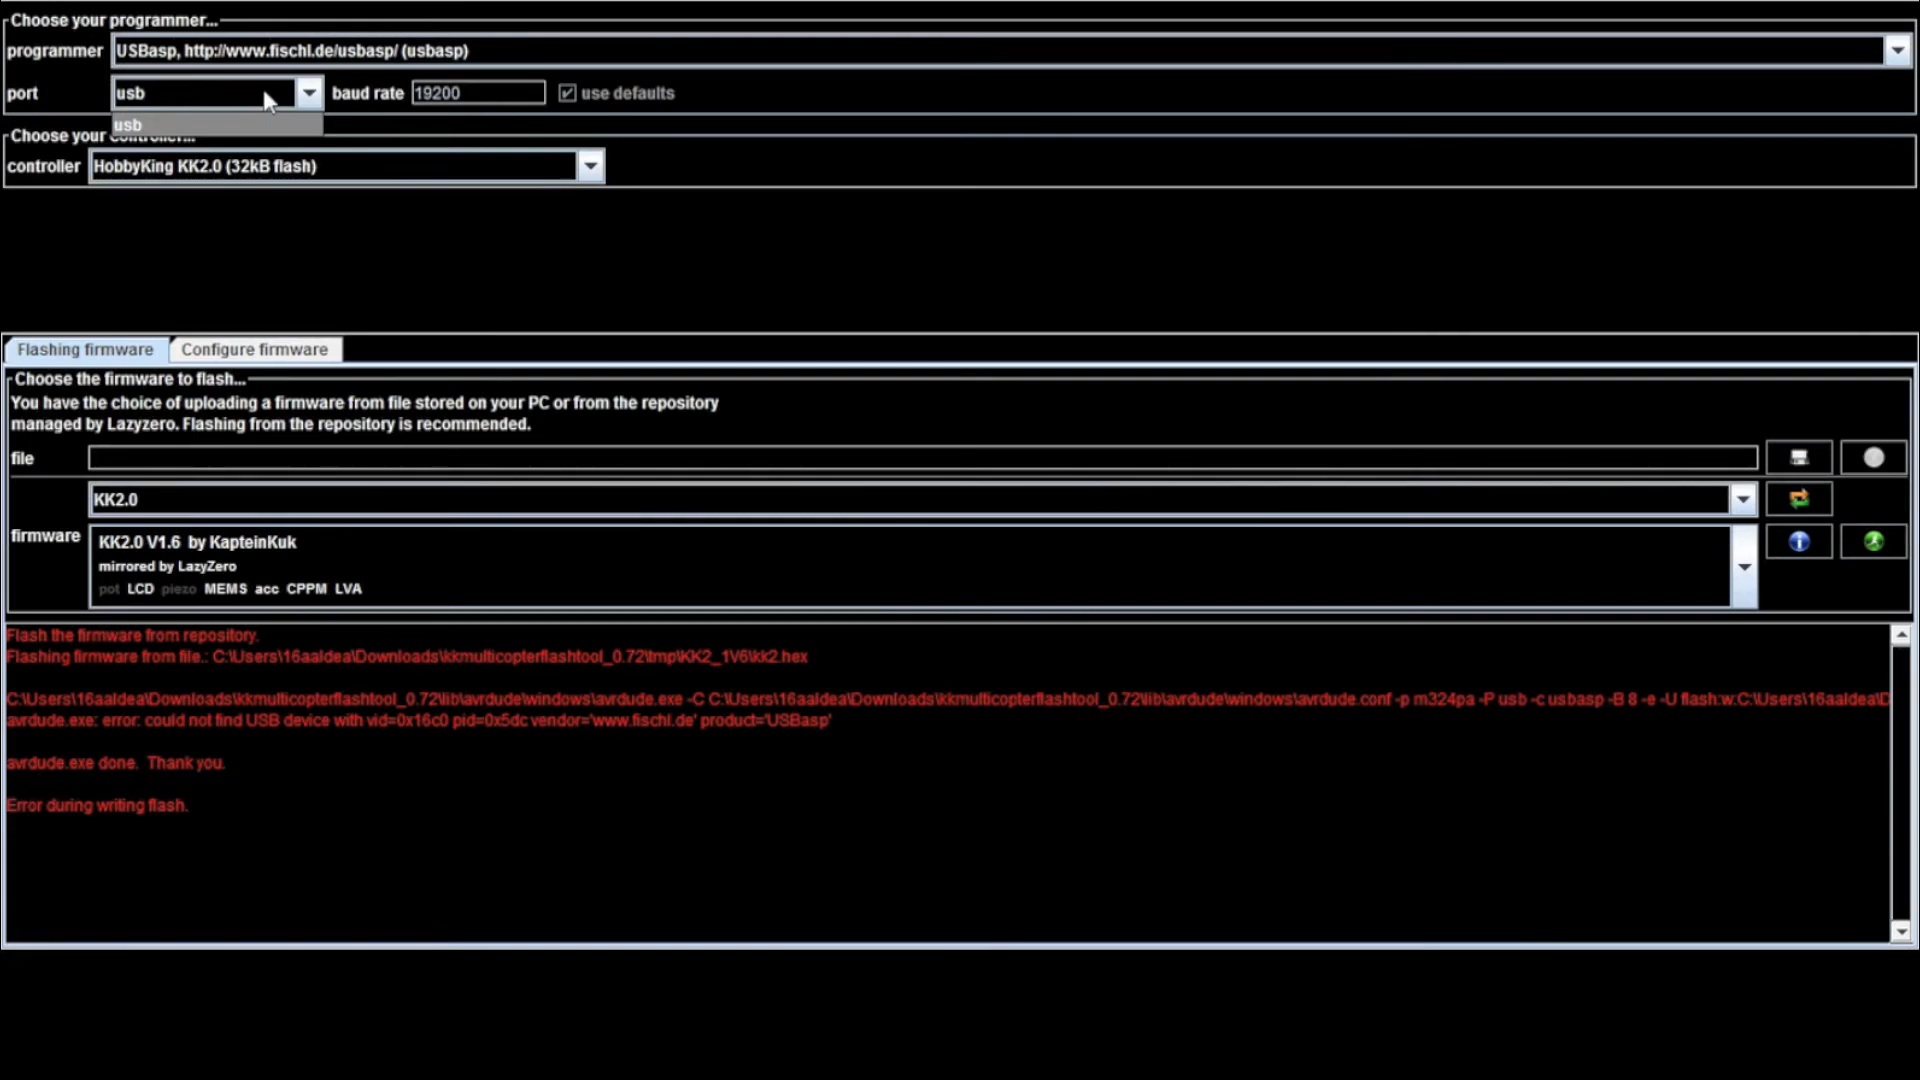 Choose your programmer...
programmer USBasp, http://www.fischl.de/usbasp/ (usbasp)
port usb baud rate 19200 use defaults
usb
Choose your controller...
controller HobbyKing KK2.0 (32kB flash)
Flashing firmware Configure firmware
Choose the firmware to flash...
You have the choice of uploading a firmware from file stored on your PC or from the repository
managed by Lazyzero. Flashing from the repository is recommended.
file
KK2.0
firmware
KK2.0 V1.6 by KapteinKuk
mirrored by LazyZero
pot LCD piezo MEMS acc CPPM LVA
Flash the firmware from repository.
Flashing firmware from file.: C:\Users\16aaldea\Downloads\kkmulticopterflashtool_0.72\tmp\KK2_1V6\kk2.hex
C:\Users\16aaldea\Downloads\kkmulticopterflashtool_0.72\lib\avrdude\windows\avrdude.exe -C C:\Users\16aaldea\Downloads\kkmulticopterflashtool_0.72\lib\avrdude\windows\avrdude.conf -p m324pa -P usb -c usbasp -B 8 -e -U flash:w:C:\Users\16aaldea\D
avrdude.exe: error: could not find USB device with vid=0x16c0 pid=0x5dc vendor='www.fischl.de' product='USBasp'
avrdude.exe done. Thank you.
Error during writing flash.